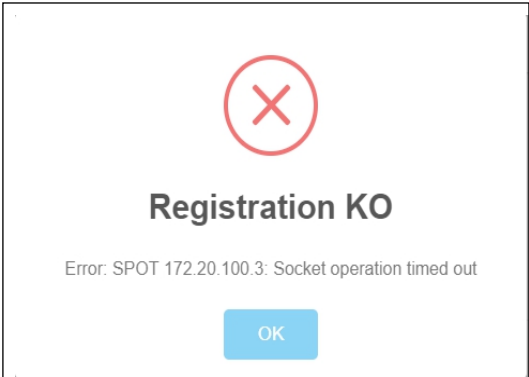 Registration KO
Error: SPOT 172.20.100.3: Socket operation timed out
OK